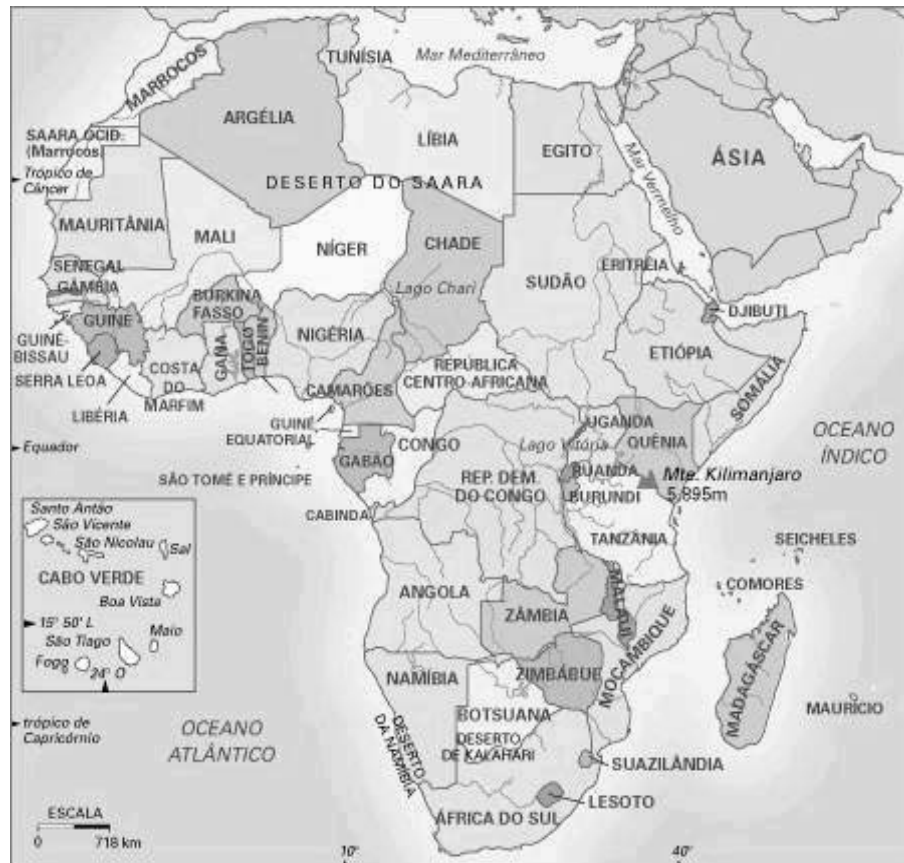 TUNÍSIA
Mar Mediterrâneo
MARROCOS
ARGÉLIA
LÍBIA
EGITO
SAARA OCID.
(Marrocos)
ÁSIA
Trópico de
Câncer
DESERTO DO SAARA
Mar Vermelho
MAURITÂNIA
MALI
NÍGER
CHADE
SUDÃO
ERITRÉIA
SENEGAL
GÂMBIA
BURKINA
FASSO
Lago Chari
DJIBUTI
GUINÉ
NIGÉRIA
GUINÉ-
BISSAU
GANA
TOGO
BENIN
ETIÓPIA
SERRA LEOA
COSTA
DO
MARFIM
REPÚBLICA
CENTRO-AFRICANA
SOMÁLIA
LIBÉRIA
CAMARÕES
GUINÉ
EQUATORIAL
CONGO
UGANDA
QUÊNIA
OCEANO
ÍNDICO
Equador
Lago Vitória
GABÃO
SÃO TOMÉ E PRÍNCIPE
REP. DEM.
DO CONGO
RUANDA
BURUNDI
Mte. Kilimanjaro
5.895m
CABINDA
Santo Antão
São Vicente
São Nicolau
Sal
TANZÂNIA
SEICHELES
CABO VERDE
Boa Vista
COMORES
ANGOLA
MALAUI
15° 50' L
ZÂMBIA
São Tiago
Maio
Fogo
24° O
MOÇAMBIQUE
NAMÍBIA
ZIMBÁBUE
MADAGÁSCAR
BOTSUANA
MAURÍCIO
trópico de
Capricórnio
OCEANO
ATLÂNTICO
DESERTO
DA NAMÍBIA
DESERTO
DE KALAHARI
SUAZILÂNDIA
LESOTO
ÁFRICA DO SUL
ESCALA
0 718 km
10°
40°